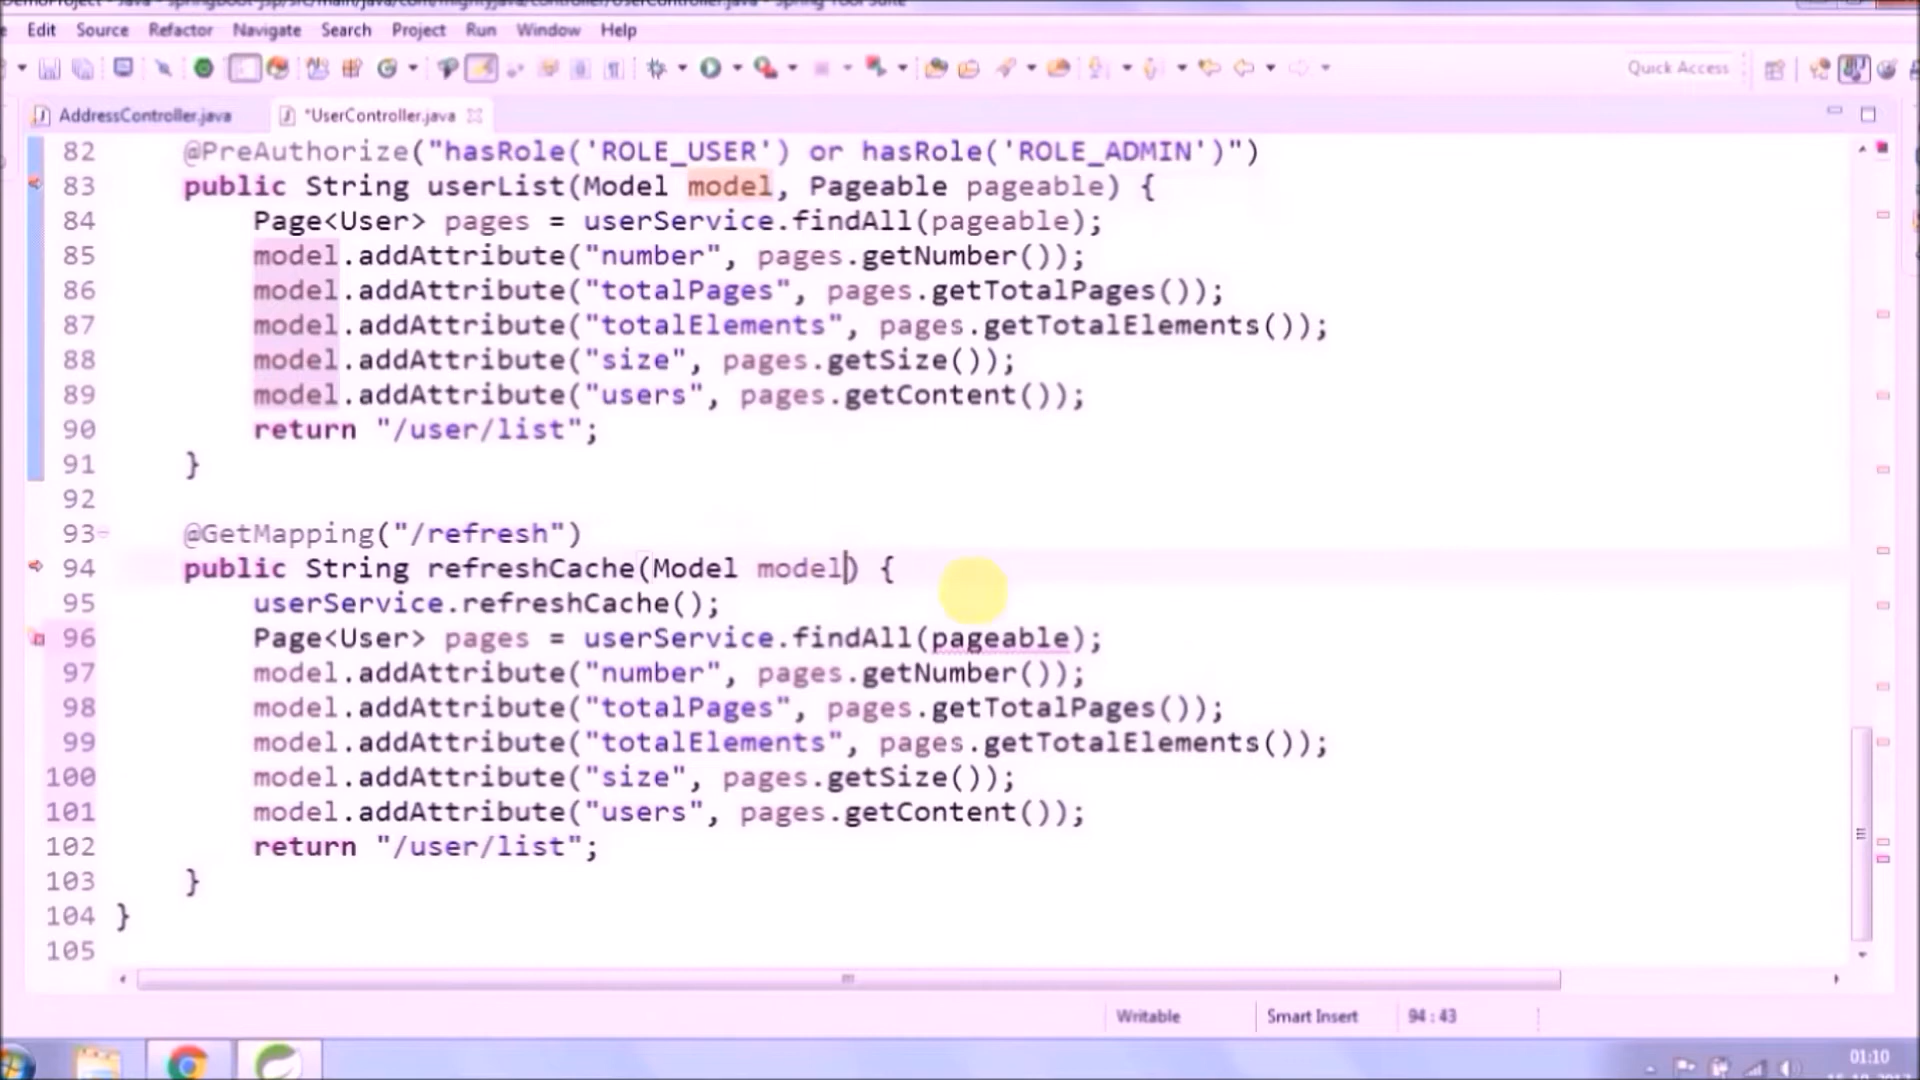 Edit Source Refactor Navigate Search Project Run Window Help
Quick Access
AddressController.java *UserController.java
82 @PreAuthorize("hasRole('ROLE_USER') or hasRole('ROLE_ADMIN')")
83 public String userList(Model model, Pageable pageable) {
84 Page<User> pages = userService.findAll(pageable);
85 model.addAttribute("number", pages.getNumber());
86 model.addAttribute("totalPages", pages.getTotalPages());
87 model.addAttribute("totalElements", pages.getTotalElements());
88 model.addAttribute("size", pages.getSize());
89 model.addAttribute("users", pages.getContent());
90 return "/user/list";
91 }
92
93 @GetMapping("/refresh")
94 public String refreshCache(Model model) {
95 userService.refreshCache();
96 Page<User> pages = userService.findAll(pageable);
97 model.addAttribute("number", pages.getNumber());
98 model.addAttribute("totalPages", pages.getTotalPages());
99 model.addAttribute("totalElements", pages.getTotalElements());
100 model.addAttribute("size", pages.getSize());
101 model.addAttribute("users", pages.getContent());
102 return "/user/list";
103 }
104 }
105
Writable Smart Insert 94 : 43
01:10